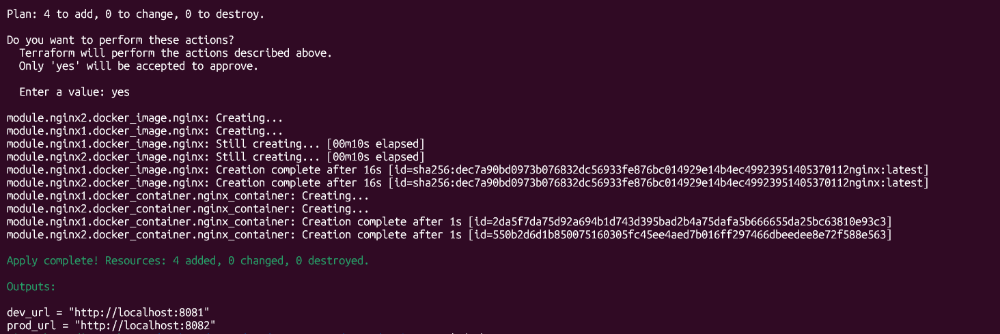 Plan: 4 to add, 0 to change, 0 to destroy.
Do you want to perform these actions?
Terraform will perform the actions described above.
Only 'yes' will be accepted to approve.
Enter a value: yes
module.nginx2.docker_image.nginx: Creating...
module.nginx1.docker_image.nginx: Creating...
module.nginx1.docker_image.nginx: Still creating... [00m10s elapsed]
module.nginx2.docker_image.nginx: Still creating... [00m10s elapsed]
module.nginx1.docker_image.nginx: Creation complete after 16s [id=sha256:dec7a90bd0973b076832dc56933fe876bc014929e14b4ec49923951405370112nginx:latest]
module.nginx2.docker_image.nginx: Creation complete after 16s [id=sha256:dec7a90bd0973b076832dc56933fe876bc014929e14b4ec49923951405370112nginx:latest]
module.nginx1.docker_container.nginx_container: Creating...
module.nginx2.docker_container.nginx_container: Creating...
module.nginx1.docker_container.nginx_container: Creation complete after 1s [id=2da5f7da75d92a694b1d743d395bad2b4a75dafa5b666655da25bc63810e93c3]
module.nginx2.docker_container.nginx_container: Creation complete after 1s [id=550b2d6d1b850075160305fc45ee4aed7b016ff297466dbeedee8e72f588e563]
Apply complete! Resources: 4 added, 0 changed, 0 destroyed.
Outputs:
dev_url = "http://localhost:8081"
prod_url = "http://localhost:8082"